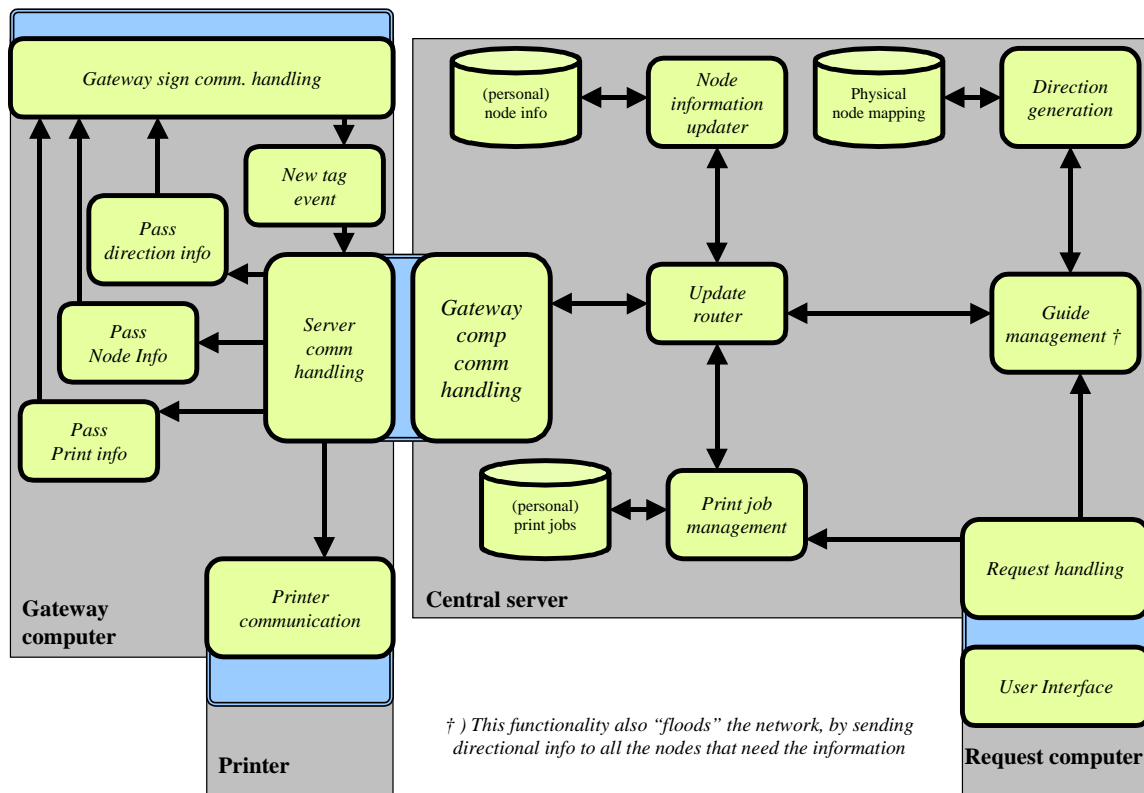 Gateway sign comm. handling
New tag
event
Pass
direction info
Pass
Node Info
Pass
Print info
Server
comm
handling
Printer
communication
Gateway
computer
Printer
(personal)
node info
Node
information
updater
Physical
node mapping
Direction
generation
Gateway
comp
comm
handling
Update
router
Guide
management †
(personal)
print jobs
Print job
management
Request handling
Central server
User Interface
Request computer
† ) This functionality also “floods” the network, by sending
directional info to all the nodes that need the information